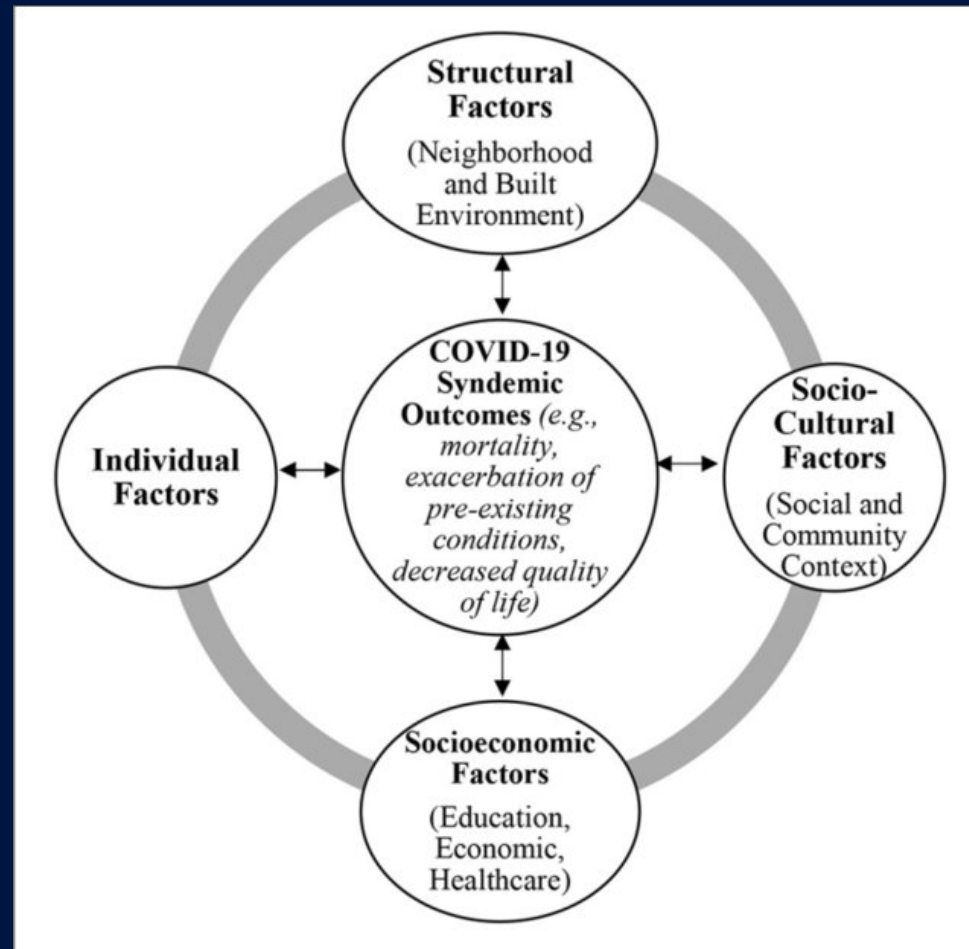 Structural
Factors
(Neighborhood
and Built
Environment)
COVID-19
Syndemic
Outcomes (e.g.,
mortality,
exacerbation of
pre-existing
conditions,
decreased quality
of life)
Individual
Factors
Socio-
Cultural
Factors
(Social and
Community
Context)
Socioeconomic
Factors
(Education,
Economic,
Healthcare)